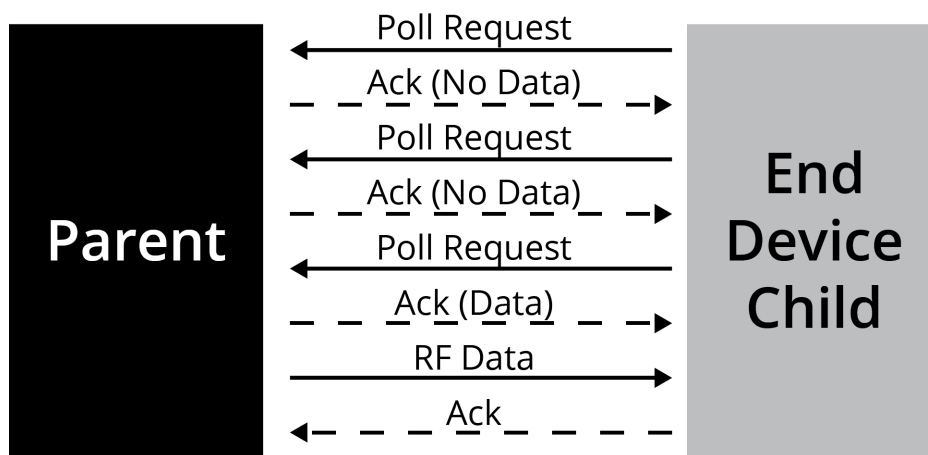 Poll Request
Ack (No Data)
Poll Request
Ack (No Data)
Poll Request
Ack (Data)
RF Data
Ack
Parent
End
Device
Child